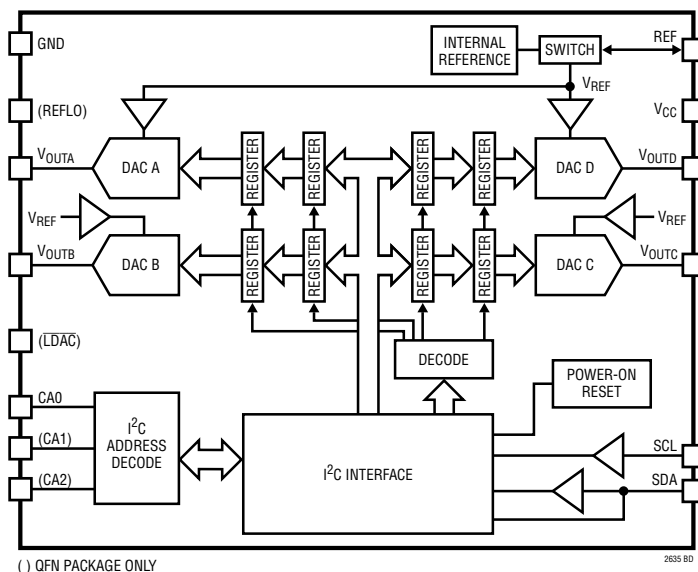 GND
INTERNAL
REFERENCE
SWITCH
REF
VREF
(REFLO)
VCC
VOUTA
DAC A
REGISTER
REGISTER
REGISTER
REGISTER
DAC D
VOUTD
VREF
VREF
VOUTB
DAC B
REGISTER
REGISTER
REGISTER
REGISTER
DAC C
VOUTC
(LDAC)
DECODE
POWER-ON
RESET
CA0
(CA1)
(CA2)
I2C
ADDRESS
DECODE
I2C INTERFACE
SCL
SDA
( ) QFN PACKAGE ONLY
2635 BD